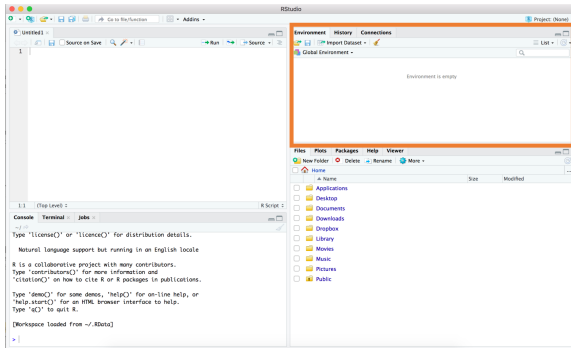 RStudio
Go to file/function
Addins
Project: (None)
Untitled1
Source on Save
Run
Source
1
1:1
(Top Level)
R Script
Console Terminal Jobs
~/
Type 'license()' or 'licence()' for distribution details.
Natural language support but running in an English locale
R is a collaborative project with many contributors.
Type 'contributors()' for more information and
'citation()' on how to cite R or R packages in publications.
Type 'demo()' for some demos, 'help()' for on-line help, or
'help.start()' for an HTML browser interface to help.
Type 'q()' to quit R.
[Workspace loaded from ~/.RData]
>
Environment History Connections
Import Dataset
List
Global Environment
Environment is empty
Files Plots Packages Help Viewer
New Folder Delete Rename More
Home
Name Size Modified
Applications
Desktop
Documents
Downloads
Dropbox
Library
Movies
Music
Pictures
Public